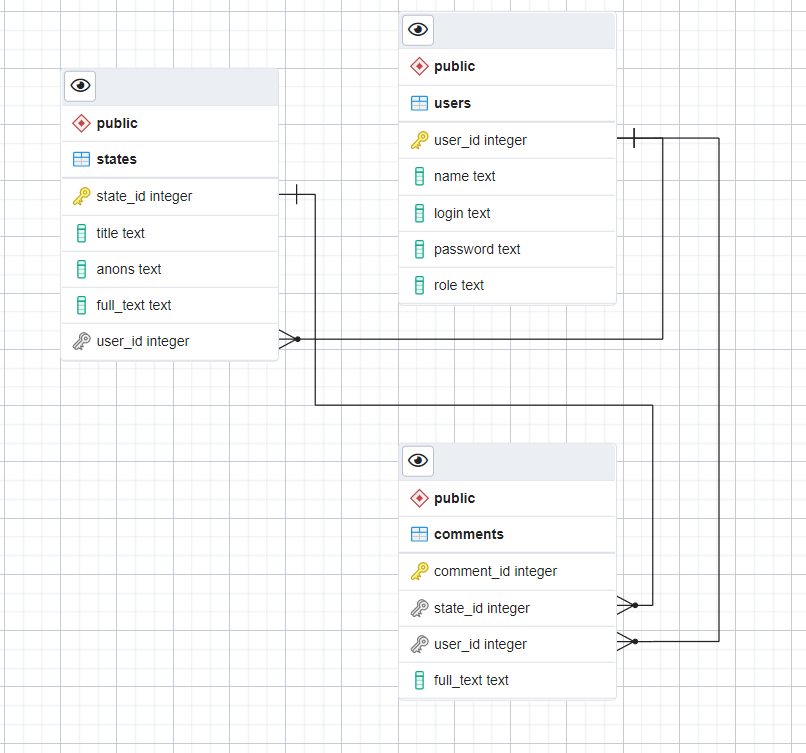 public
states
state_id integer
title text
anons text
full_text text
user_id integer
public
users
user_id integer
name text
login text
password text
role text
public
comments
comment_id integer
state_id integer
user_id integer
full_text text